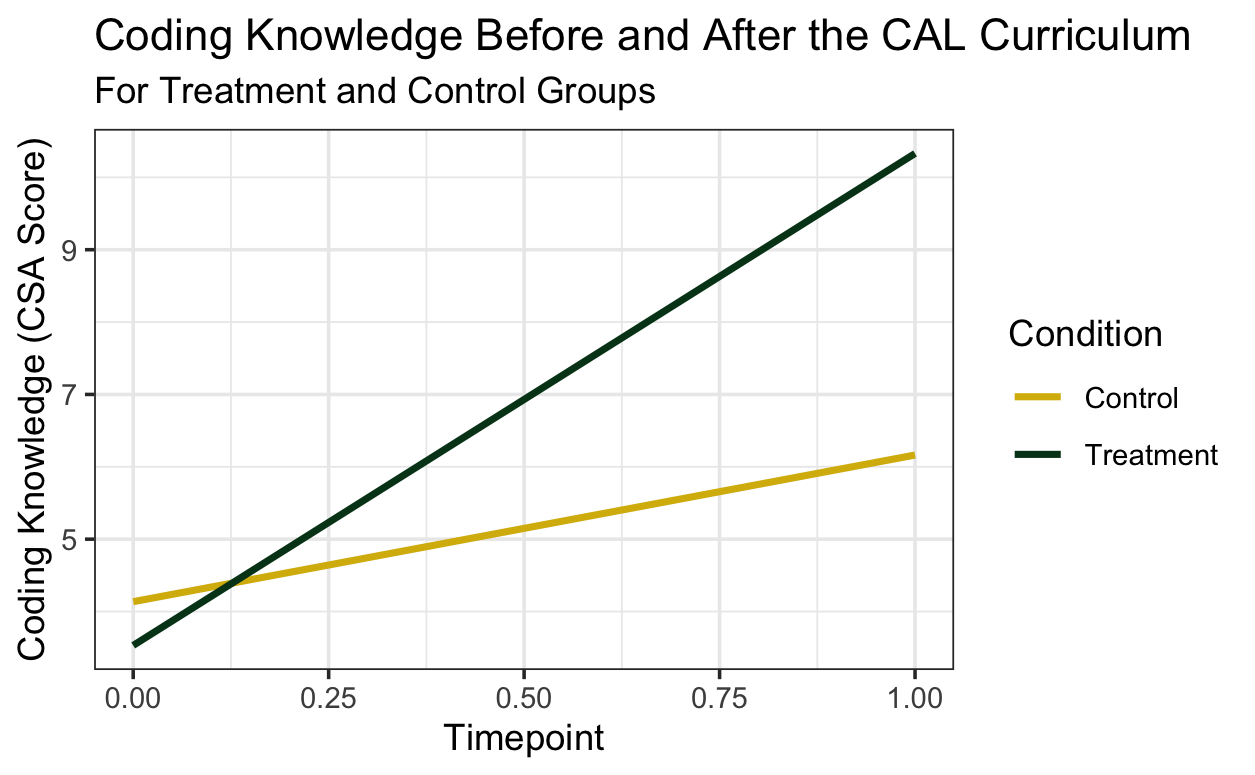 Coding Knowledge Before and After the CAL Curriculum
For Treatment and Control Groups
Coding Knowledge (CSA Score)
9
7
5
0.00 0.25 0.50 0.75 1.00
Timepoint
Condition
Control
Treatment